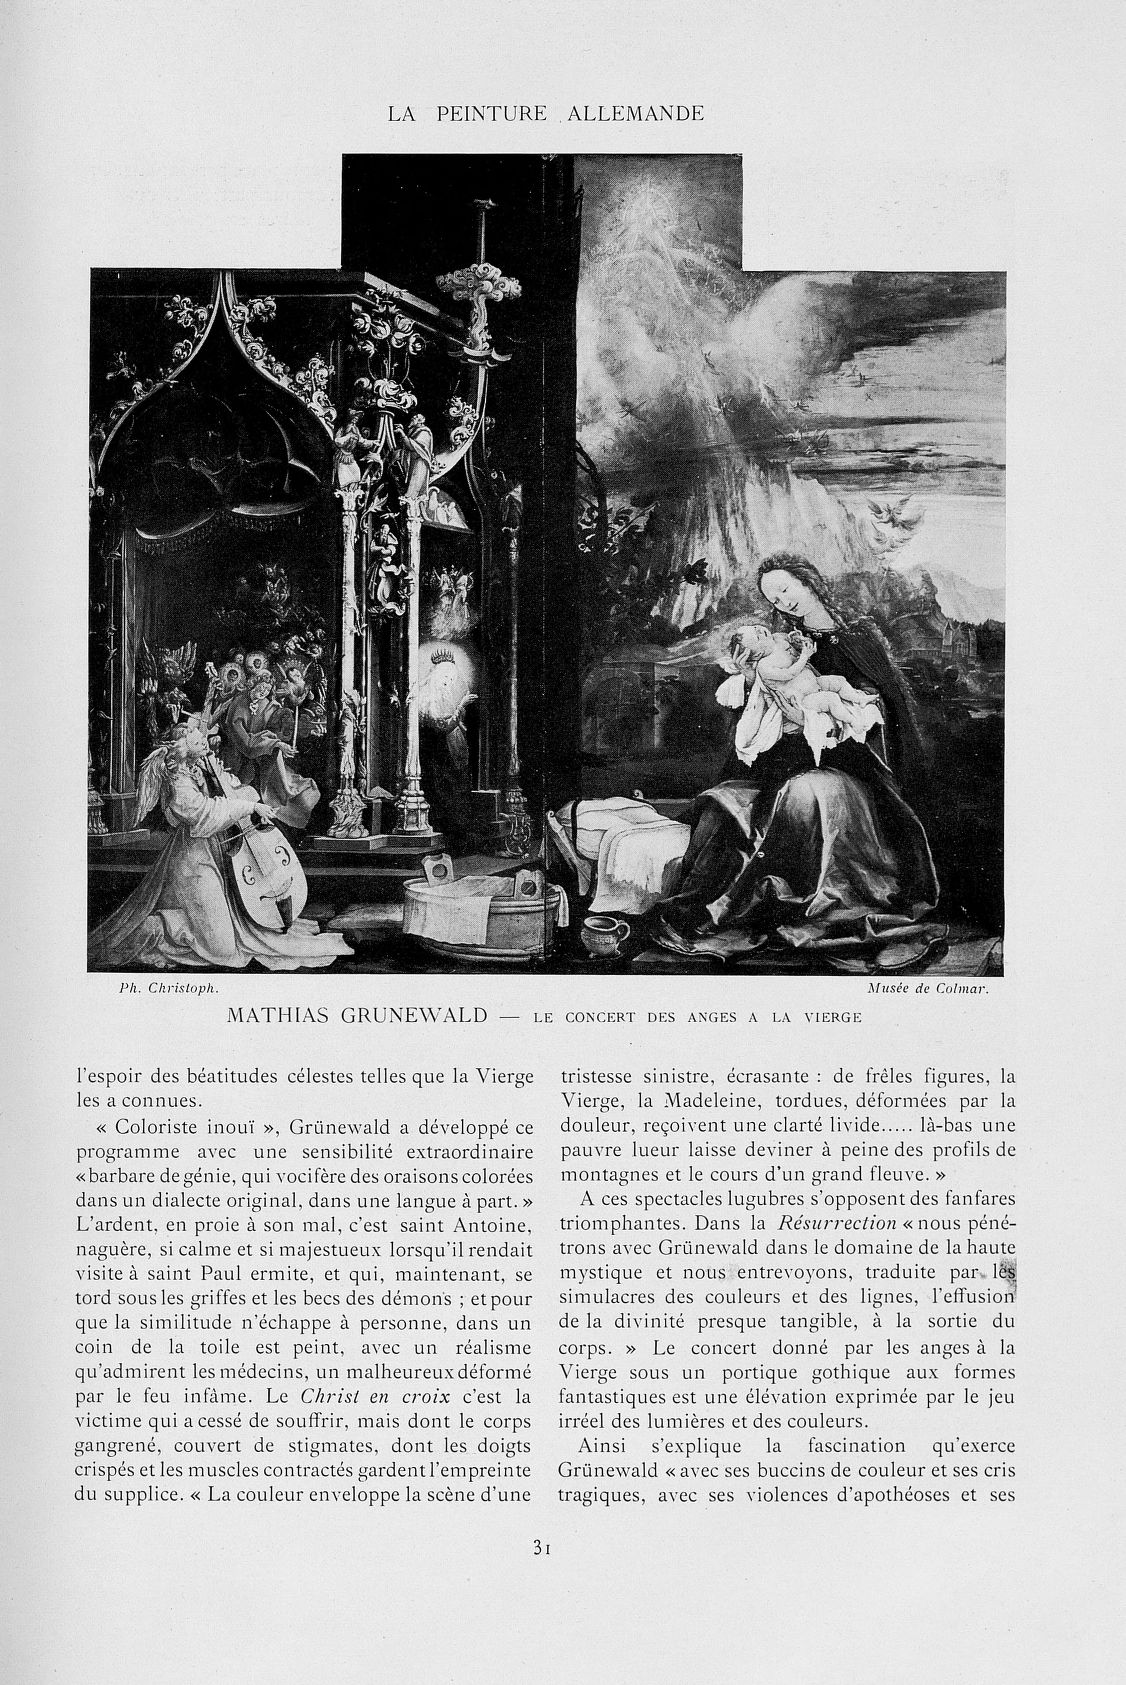 LA PEINTURE ALLEMANDE
Ph. Christoph.
Musée de Colmar.
MATHIAS GRUNEWALD — LE CONCERT DES ANGES A LA VIERGE
l'espoir des béatitudes célestes telles que la Vierge
les a connues.
« Coloriste inouï », Grünewald a développé ce
programme avec une sensibilité extraordinaire
« barbare de génie, qui vocifère des oraisons colorées
dans un dialecte original, dans une langue à part. »
L'ardent, en proie à son mal, c'est saint Antoine,
naguère, si calme et si majestueux lorsqu'il rendait
visite à saint Paul ermite, et qui, maintenant, se
tord sous les griffes et les becs des démons ; et pour
que la similitude n'échappe à personne, dans un
coin de la toile est peint, avec un réalisme
qu'admirent les médecins, un malheureux déformé
par le feu infâme. Le Christ en croix c'est la
victime qui a cessé de souffrir, mais dont le corps
gangrené, couvert de stigmates, dont les doigts
crispés et les muscles contractés gardent l'empreinte
du supplice. « La couleur enveloppe la scène d'une
tristesse sinistre, écrasante : de frêles figures, la
Vierge, la Madeleine, tordues, déformées par la
douleur, reçoivent une clarté livide..... là-bas une
pauvre lueur laisse deviner à peine des profils de
montagnes et le cours d'un grand fleuve. »
A ces spectacles lugubres s'opposent des fanfares
triomphantes. Dans la Résurrection « nous péné-
trons avec Grünewald dans le domaine de la haute
mystique et nous entrevoyons, traduite par les
simulacres des couleurs et des lignes, l'effusion
de la divinité presque tangible, à la sortie du
corps. » Le concert donné par les anges à la
Vierge sous un portique gothique aux formes
fantastiques est une élévation exprimée par le jeu
irréel des lumières et des couleurs.
Ainsi s'explique la fascination qu'exerce
Grünewald « avec ses buccins de couleur et ses cris
tragiques, avec ses violences d'apothéoses et ses
31